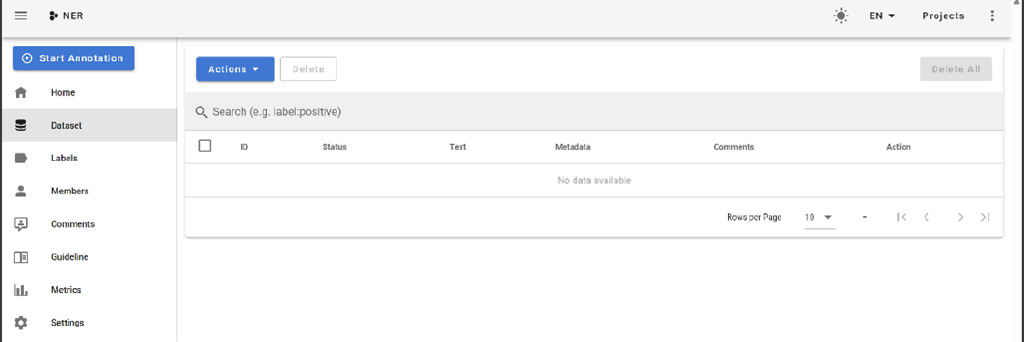 NER
EN
Projects
Start Annotation
Home
Dataset
Labels
Members
Comments
Guideline
Metrics
Settings
Actions
Delete
Delete All
Search (e.g. label:positive)
ID Status Text Metadata Comments Action
No data available
Rows per Page 10 -